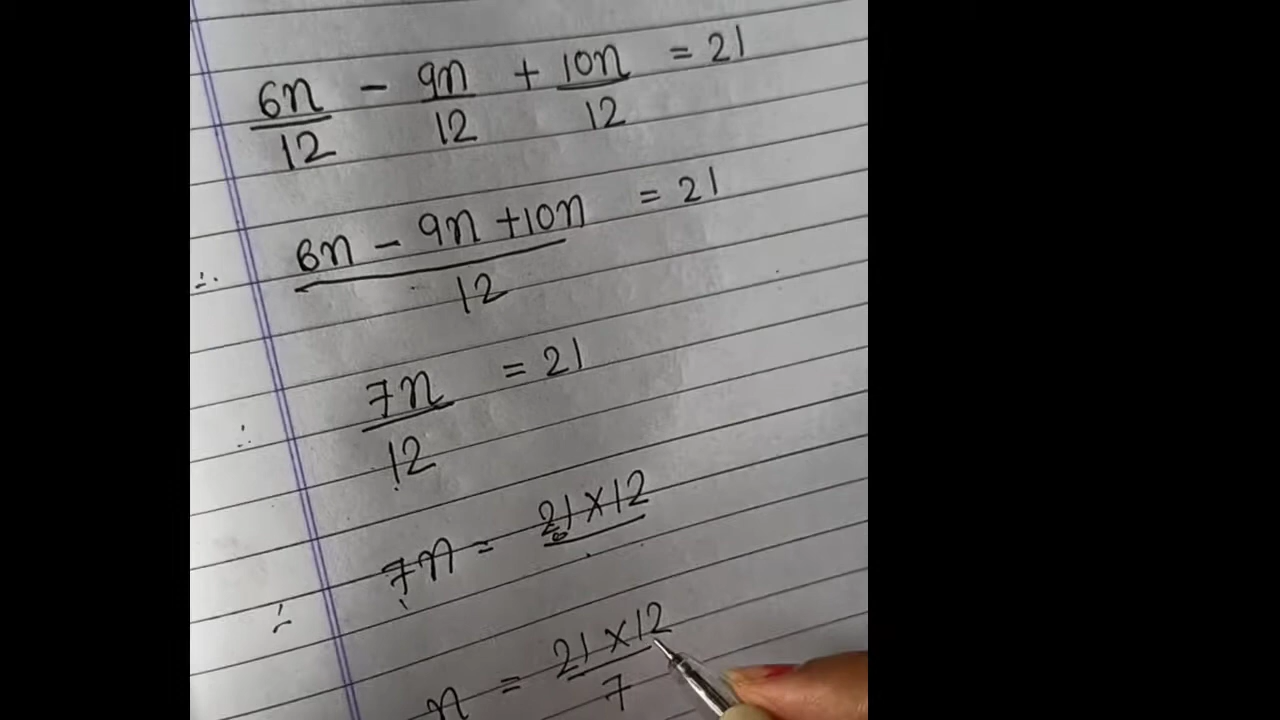 6n/12 - 9n/12 + 10n/12 = 21
∴ (6n - 9n + 10n)/12 = 21
∴ 7n/12 = 21
7n = 21 × 12
∴ n = (21 × 12)/7